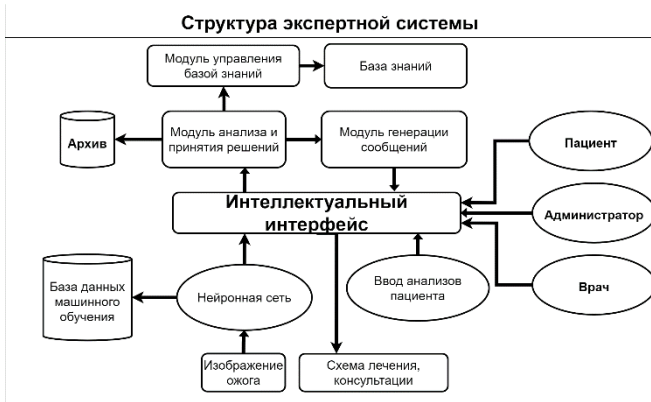 Структура экспертной системы
Модуль управления
базой знаний
База знаний
Архив
Модуль анализа и
принятия решений
Модуль генерации
сообщений
Пациент
Интеллектуальный
интерфейс
Администратор
База данных
машинного
обучения
Нейронная сеть
Ввод анализов
пациента
Врач
Изображение
ожога
Схема лечения,
консультации